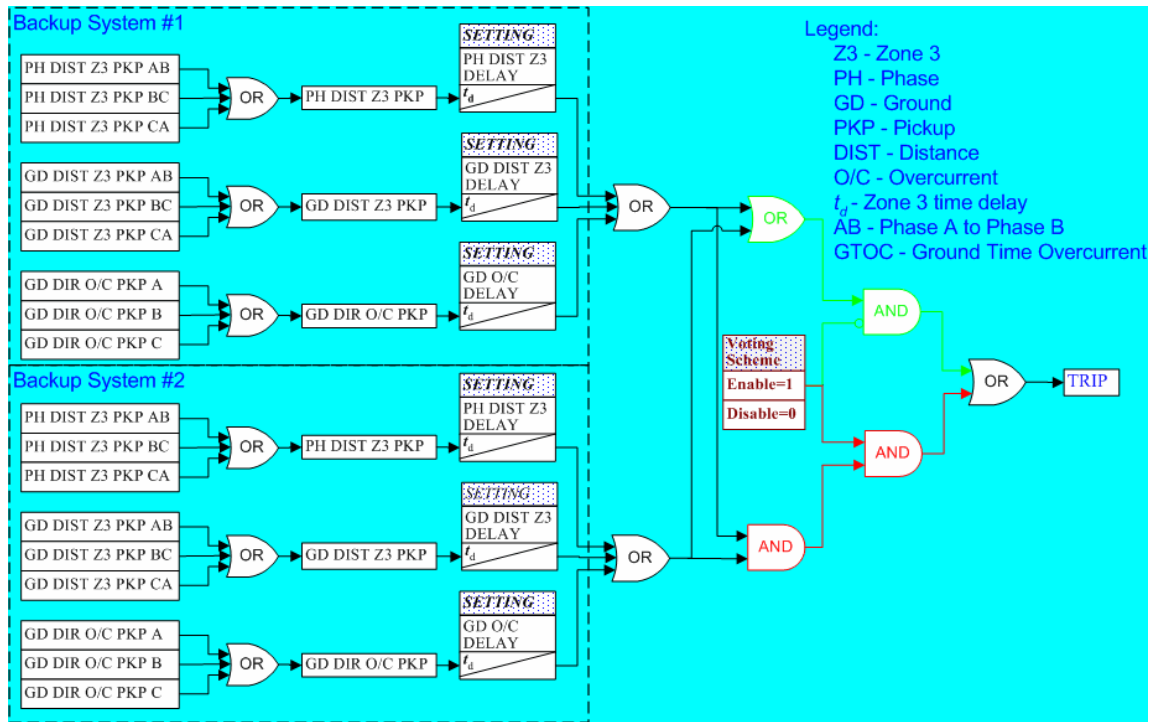 Backup System #1
PH DIST Z3 PKP AB
PH DIST Z3 PKP BC
PH DIST Z3 PKP CA
OR
PH DIST Z3 PKP
SETTING
PH DIST Z3
DELAY
td
GD DIST Z3 PKP AB
GD DIST Z3 PKP BC
GD DIST Z3 PKP CA
OR
GD DIST Z3 PKP
SETTING
GD DIST Z3
DELAY
td
GD DIR O/C PKP A
GD DIR O/C PKP B
GD DIR O/C PKP C
OR
GD DIR O/C PKP
SETTING
GD O/C
DELAY
td
OR
Backup System #2
PH DIST Z3 PKP AB
PH DIST Z3 PKP BC
PH DIST Z3 PKP CA
OR
PH DIST Z3 PKP
SETTING
PH DIST Z3
DELAY
td
GD DIST Z3 PKP AB
GD DIST Z3 PKP BC
GD DIST Z3 PKP CA
OR
GD DIST Z3 PKP
SETTING
GD DIST Z3
DELAY
td
GD DIR O/C PKP A
GD DIR O/C PKP B
GD DIR O/C PKP C
OR
GD DIR O/C PKP
SETTING
GD O/C
DELAY
td
OR
OR
AND
Voting
Scheme
Enable=1
Disable=0
AND
AND
OR
TRIP
Legend:
Z3 - Zone 3
PH - Phase
GD - Ground
PKP - Pickup
DIST - Distance
O/C - Overcurrent
td - Zone 3 time delay
AB - Phase A to Phase B
GTOC - Ground Time Overcurrent